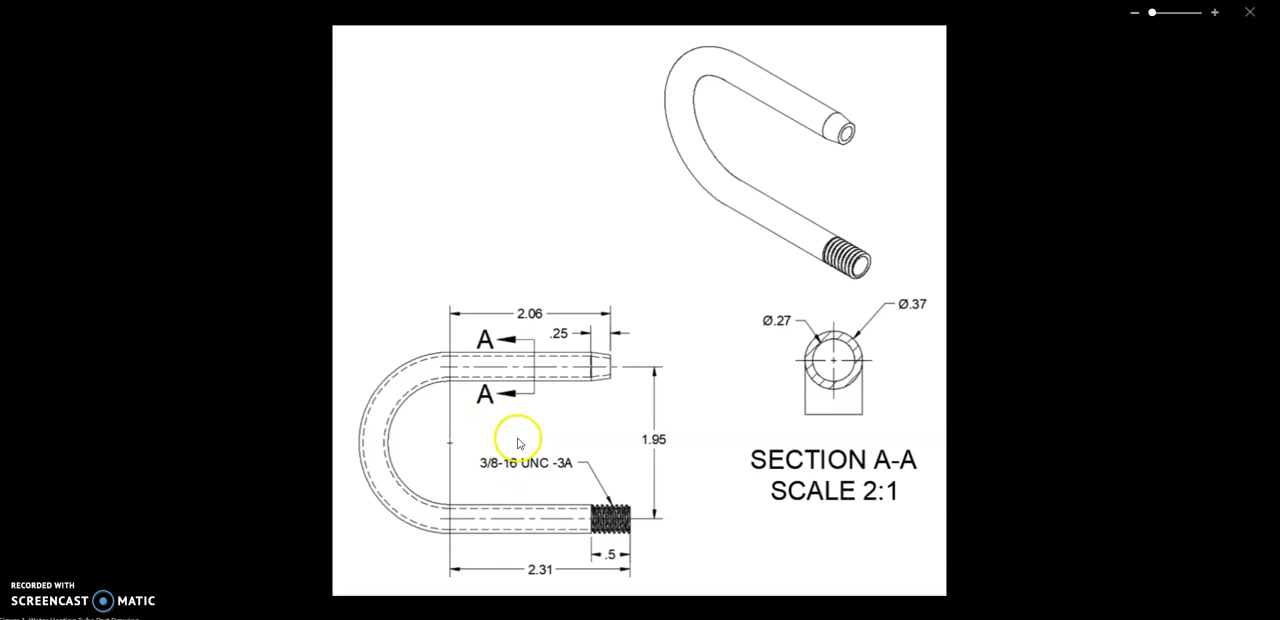 2.06
.25
A
A
3/8-16 UNC -3A
1.95
.5
2.31
Ø.27
Ø.37
SECTION A-A
SCALE 2:1
RECORDED WITH
SCREENCAST MATIC